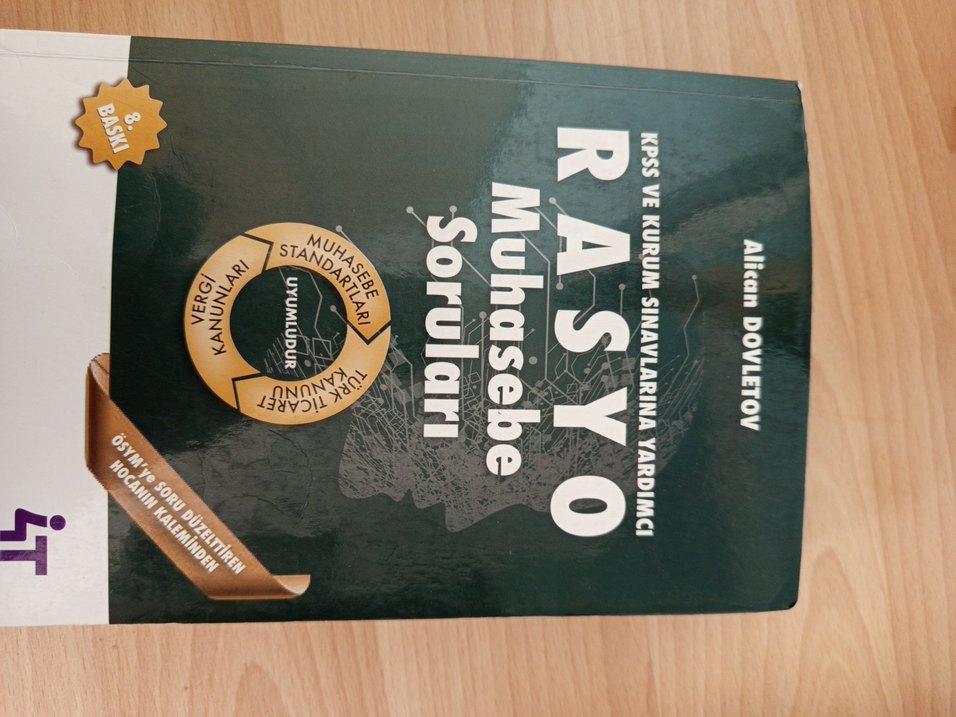 Alican DOVLETOV
KPSS VE KURUM SINAVLARINA YARDIMCI
RASYO
Muhasebe
Soruları
MUHASEBE
STANDARTLARI
TÜRK TİCARET
KANUNU
VERGİ
KANUNLARI
UYUMLUDUR
8.
BASKI
ÖSYM'ye SORU DÜZELTTİREN
HOCANIN KALEMİNDEN